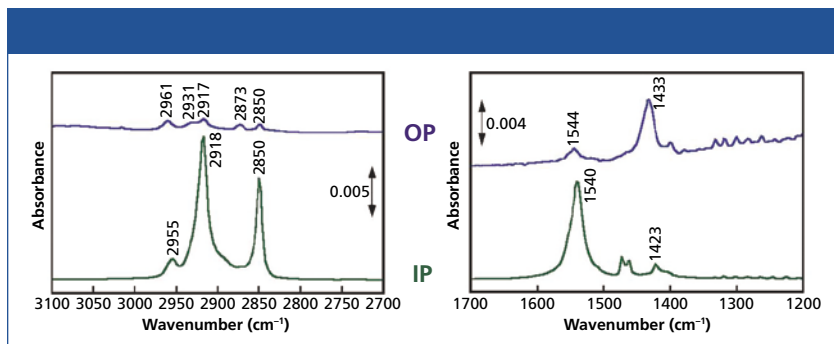 2961
2931
2917
2873
2850
2918
2850
2955
0.005
Absorbance
3100 3050 3000 2950 2900 2850 2800 2750 2700
Wavenumber (cm⁻¹)
OP
IP
0.004
1544
1433
1540
1423
Absorbance
1700 1600 1500 1400 1300 1200
Wavenumber (cm⁻¹)